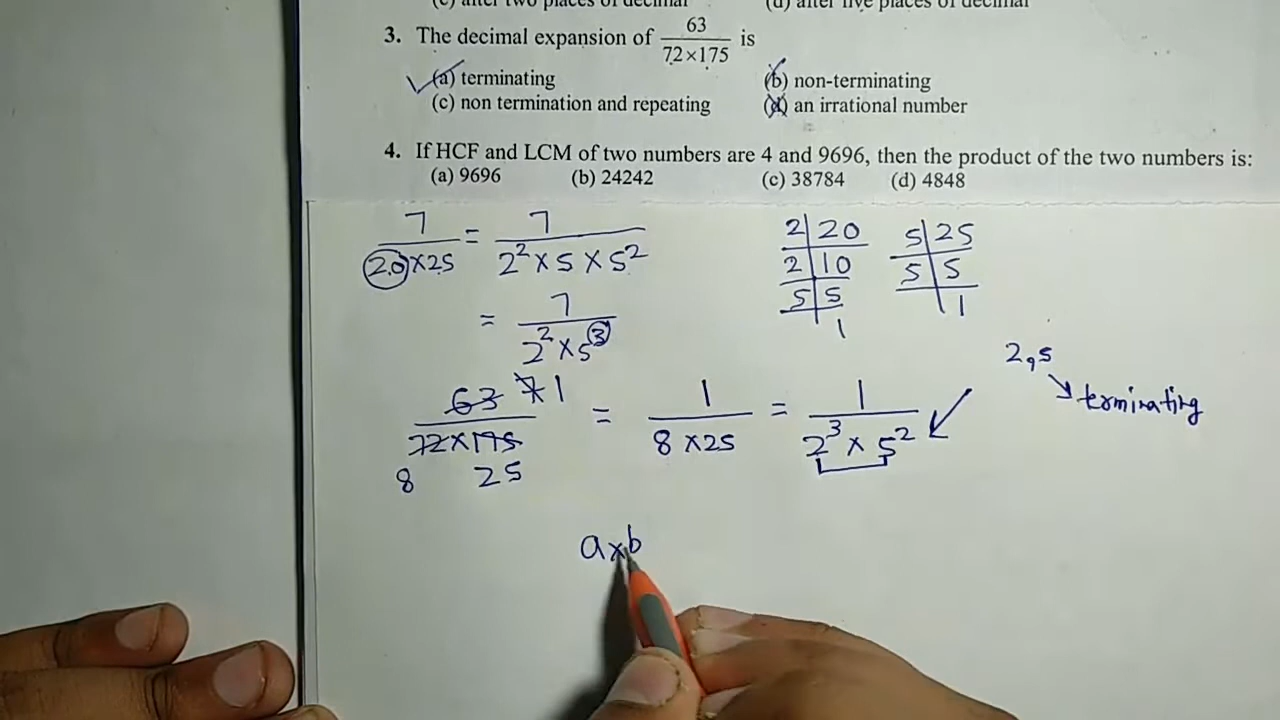 (c) after two places of decimal (d) after five places of decimal
3. The decimal expansion of 63/72×175 is
(a) terminating (b) non-terminating
(c) non termination and repeating (d) an irrational number
4. If HCF and LCM of two numbers are 4 and 9696, then the product of the two numbers is:
(a) 9696 (b) 24242 (c) 38784 (d) 4848
7/20×25 = 7/2²×5×5²
= 7/2²×5³
2|20
2|10
5|5
1
5|25
5|5
1
2,5
terminating
63 7 1/72×175 = 1/8×25 = 1/2³×5²
8 25
a×b